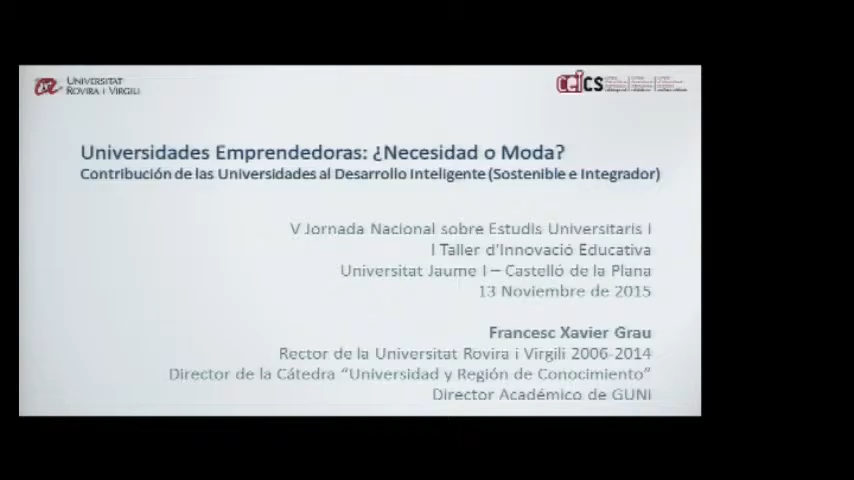 UNIVERSITAT
ROVIRA I VIRGILI
ceics
Universidades Emprendedoras: ¿Necesidad o Moda?
Contribución de las Universidades al Desarrollo Inteligente (Sostenible e Integrador)
V Jornada Nacional sobre Estudis Universitaris i
I Taller d'Innovació Educativa
Universitat Jaume I – Castelló de la Plana
13 Noviembre de 2015
Francesc Xavier Grau
Rector de la Universitat Rovira i Virgili 2006-2014
Director de la Cátedra "Universidad y Región de Conocimiento"
Director Académico de GUNI